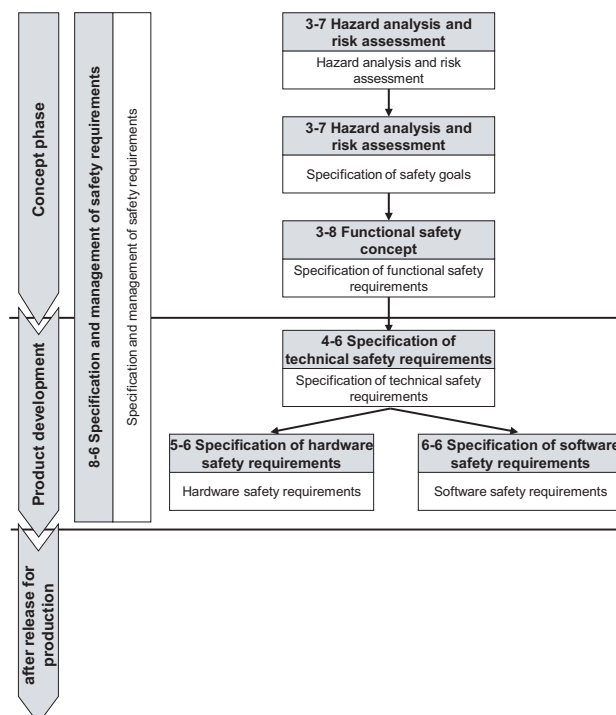 3-7 Hazard analysis and
risk assessment
Hazard analysis and risk
assessment
3-7 Hazard analysis and
risk assessment
Specification of safety goals
3-8 Functional safety
concept
Specification of functional safety
requirements
4-6 Specification of
technical safety requirements
Specification of technical safety
requirements
5-6 Specification of hardware
safety requirements
Hardware safety requirements
6-6 Specification of software
safety requirements
Software safety requirements
Concept phase
Product development
after release for
production
8-6 Specification and management of safety requirements
Specification and management of safety requirements